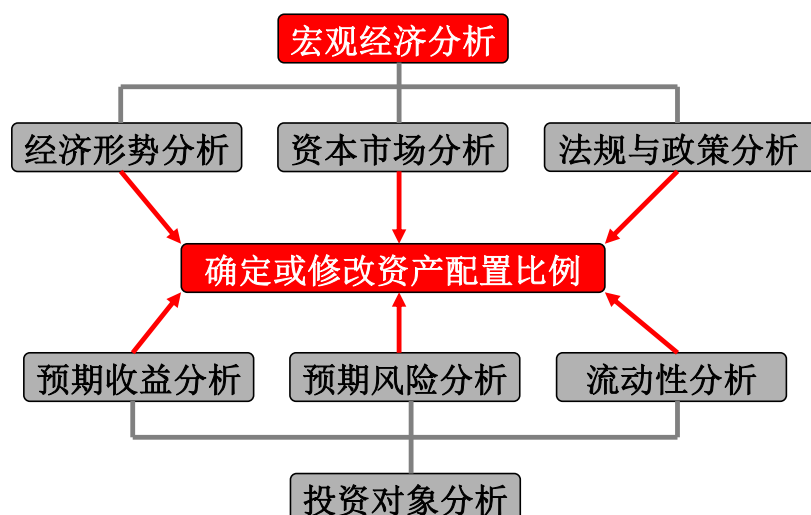 宏观经济分析
经济形势分析
资本市场分析
法规与政策分析
确定或修改资产配置比例
预期收益分析
预期风险分析
流动性分析
投资对象分析